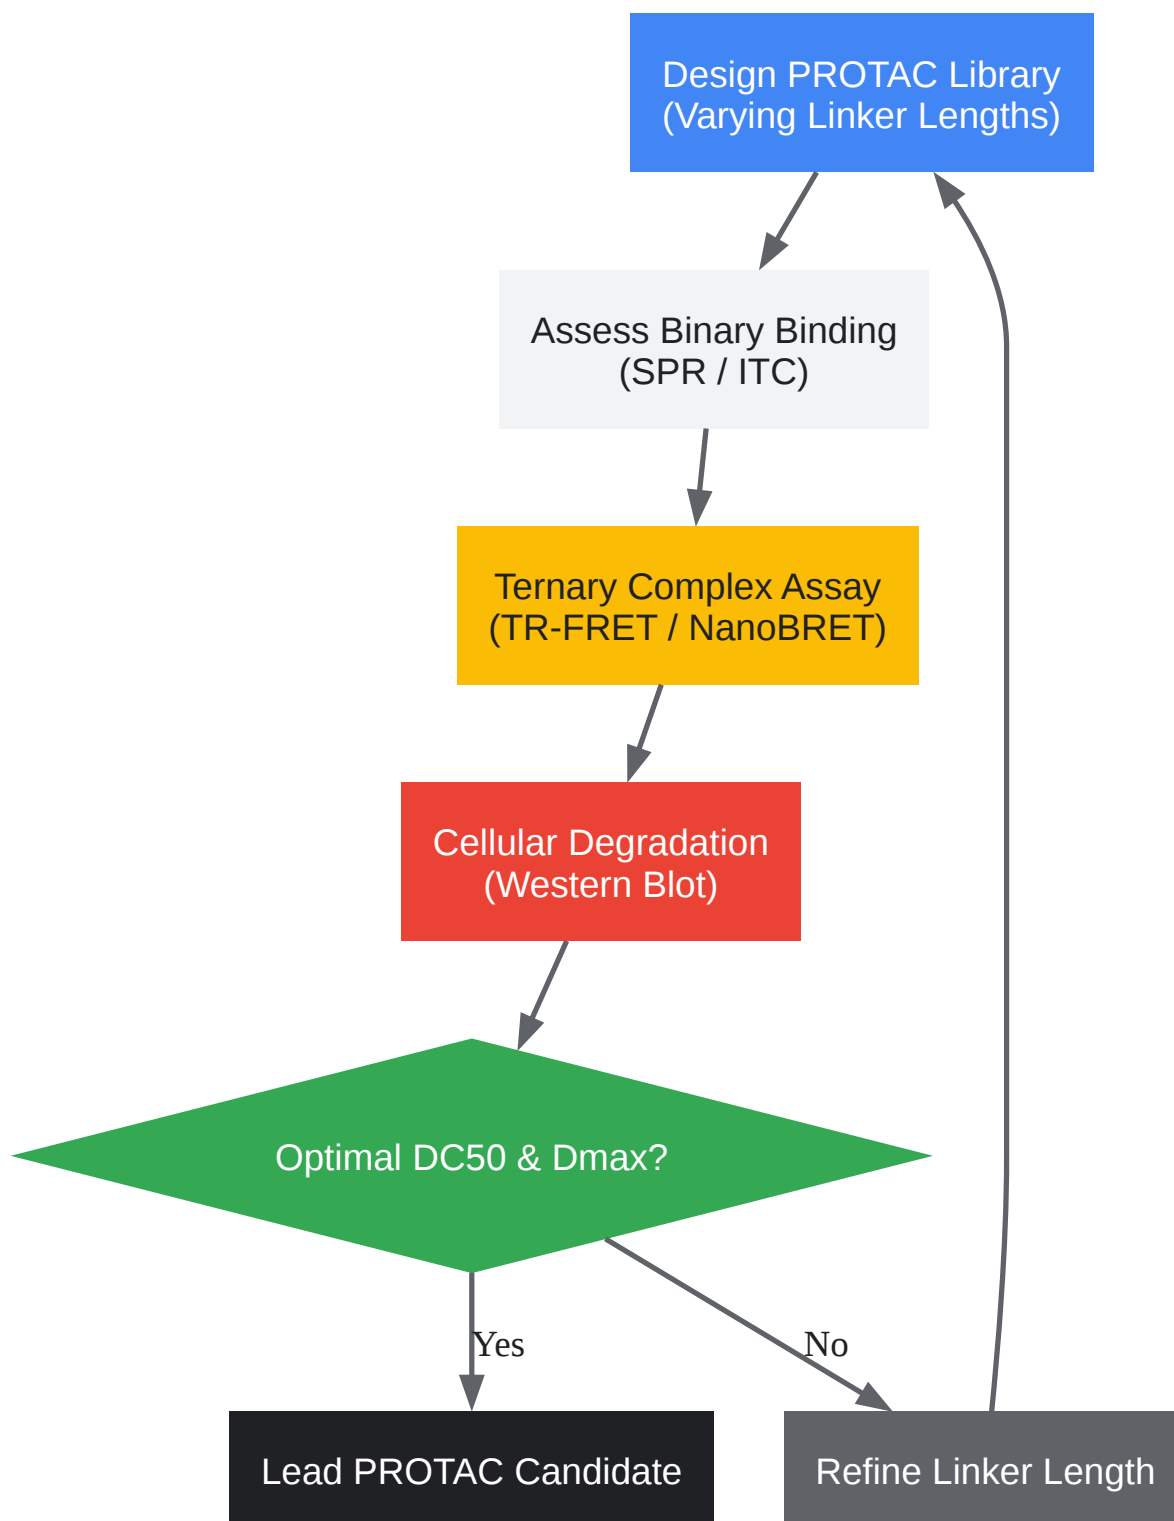 Design PROTAC Library
(Varying Linker Lengths)
Assess Binary Binding
(SPR / ITC)
Ternary Complex Assay
(TR-FRET / NanoBRET)
Cellular Degradation
(Western Blot)
Optimal DC50 & Dmax?
Yes
No
Lead PROTAC Candidate
Refine Linker Length